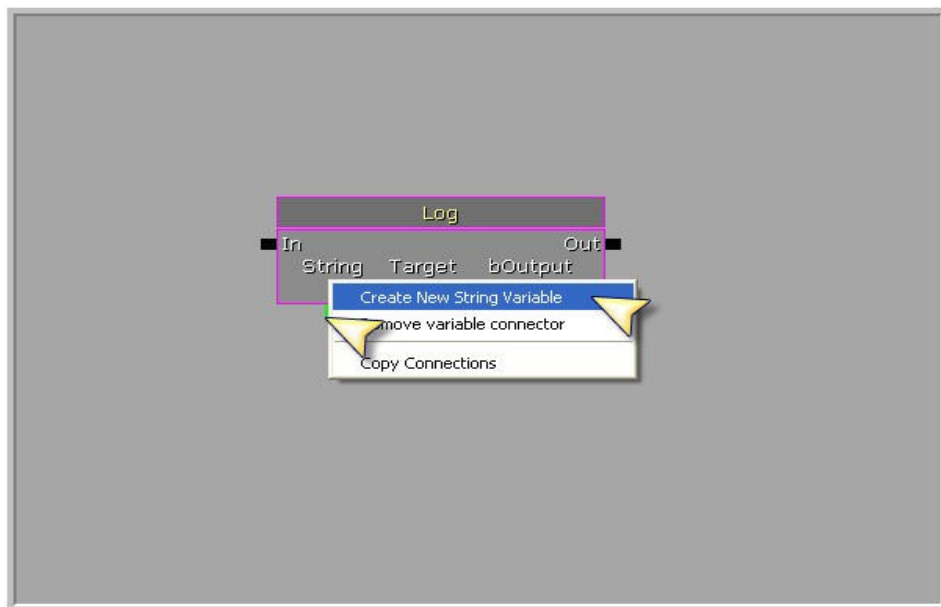 Log
In Out
String Target bOutput
Create New String Variable
move variable connector
Copy Connections